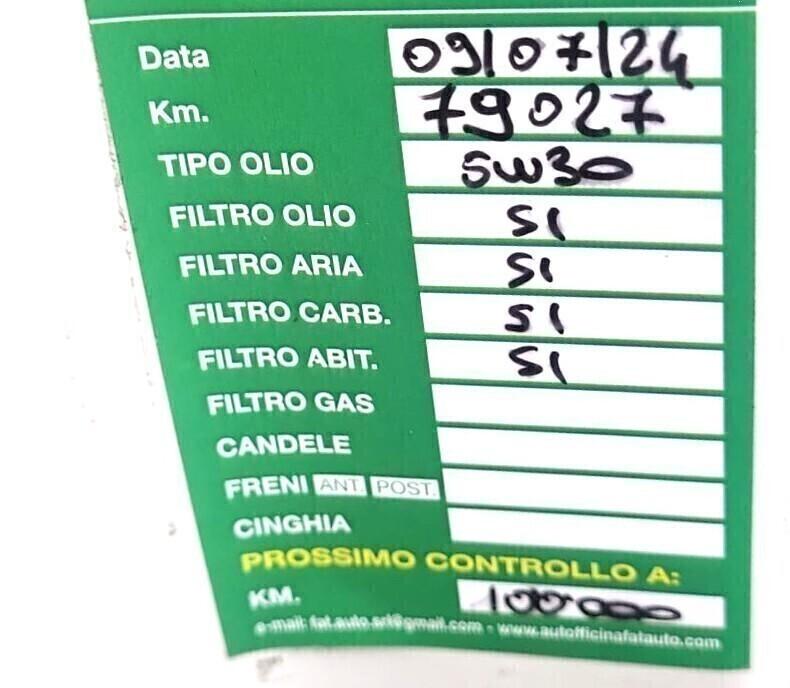 Data 09/07/24
Km. 79027
TIPO OLIO 5W30
FILTRO OLIO SI
FILTRO ARIA SI
FILTRO CARB. SI
FILTRO ABIT. SI
FILTRO GAS
CANDELE
FRENI ANT. POST.
CINGHIA
PROSSIMO CONTROLLO A:
KM. 100000
e-mail: fat.auto.srl@gmail.com - www.autofficinafatauto.com